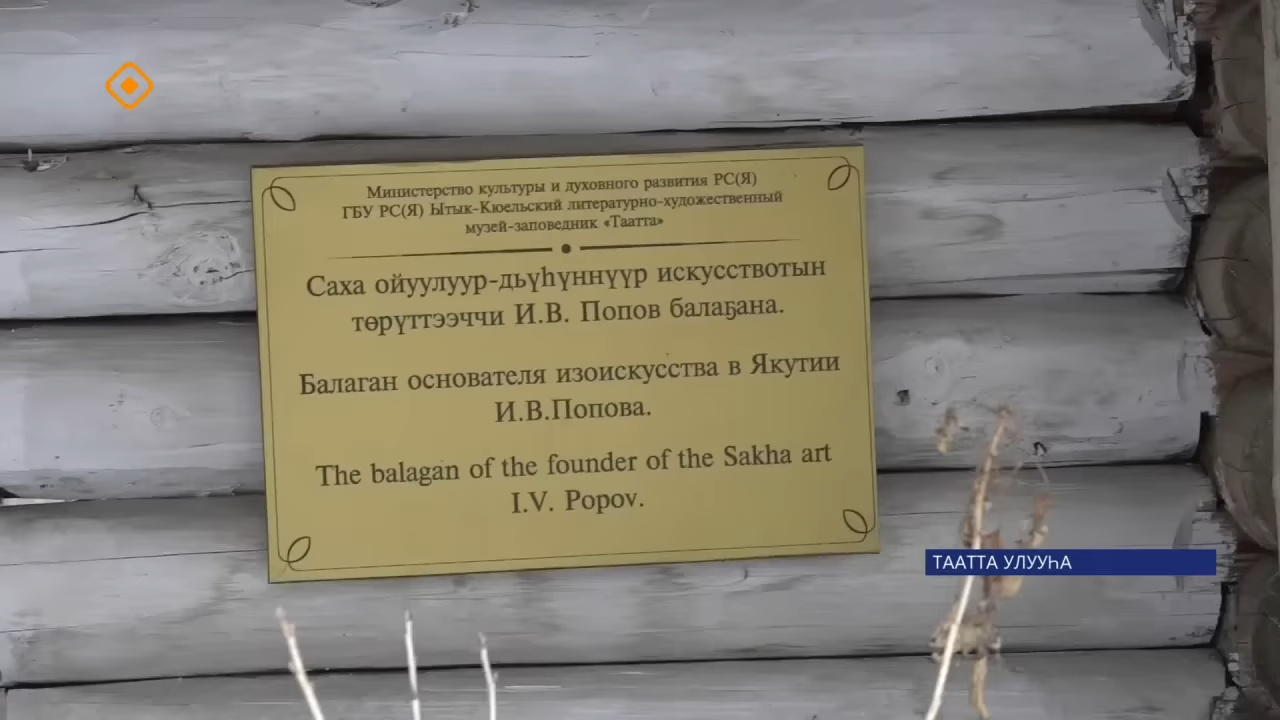 Министерство культуры и духовного развития РС(Я)
ГБУ РС(Я) Ытык-Кюельский литературно-художественный
музей-заповедник «Таатта»
Саха ойуулуур-дьүһүннүүр искусствотын
төрүттээччи И.В. Попов балаҕана.
Балаган основателя изоискусства в Якутии
И.В.Попова.
The balagan of the founder of the Sakha art
I.V. Popov.
ТААТТА УЛУУҺА